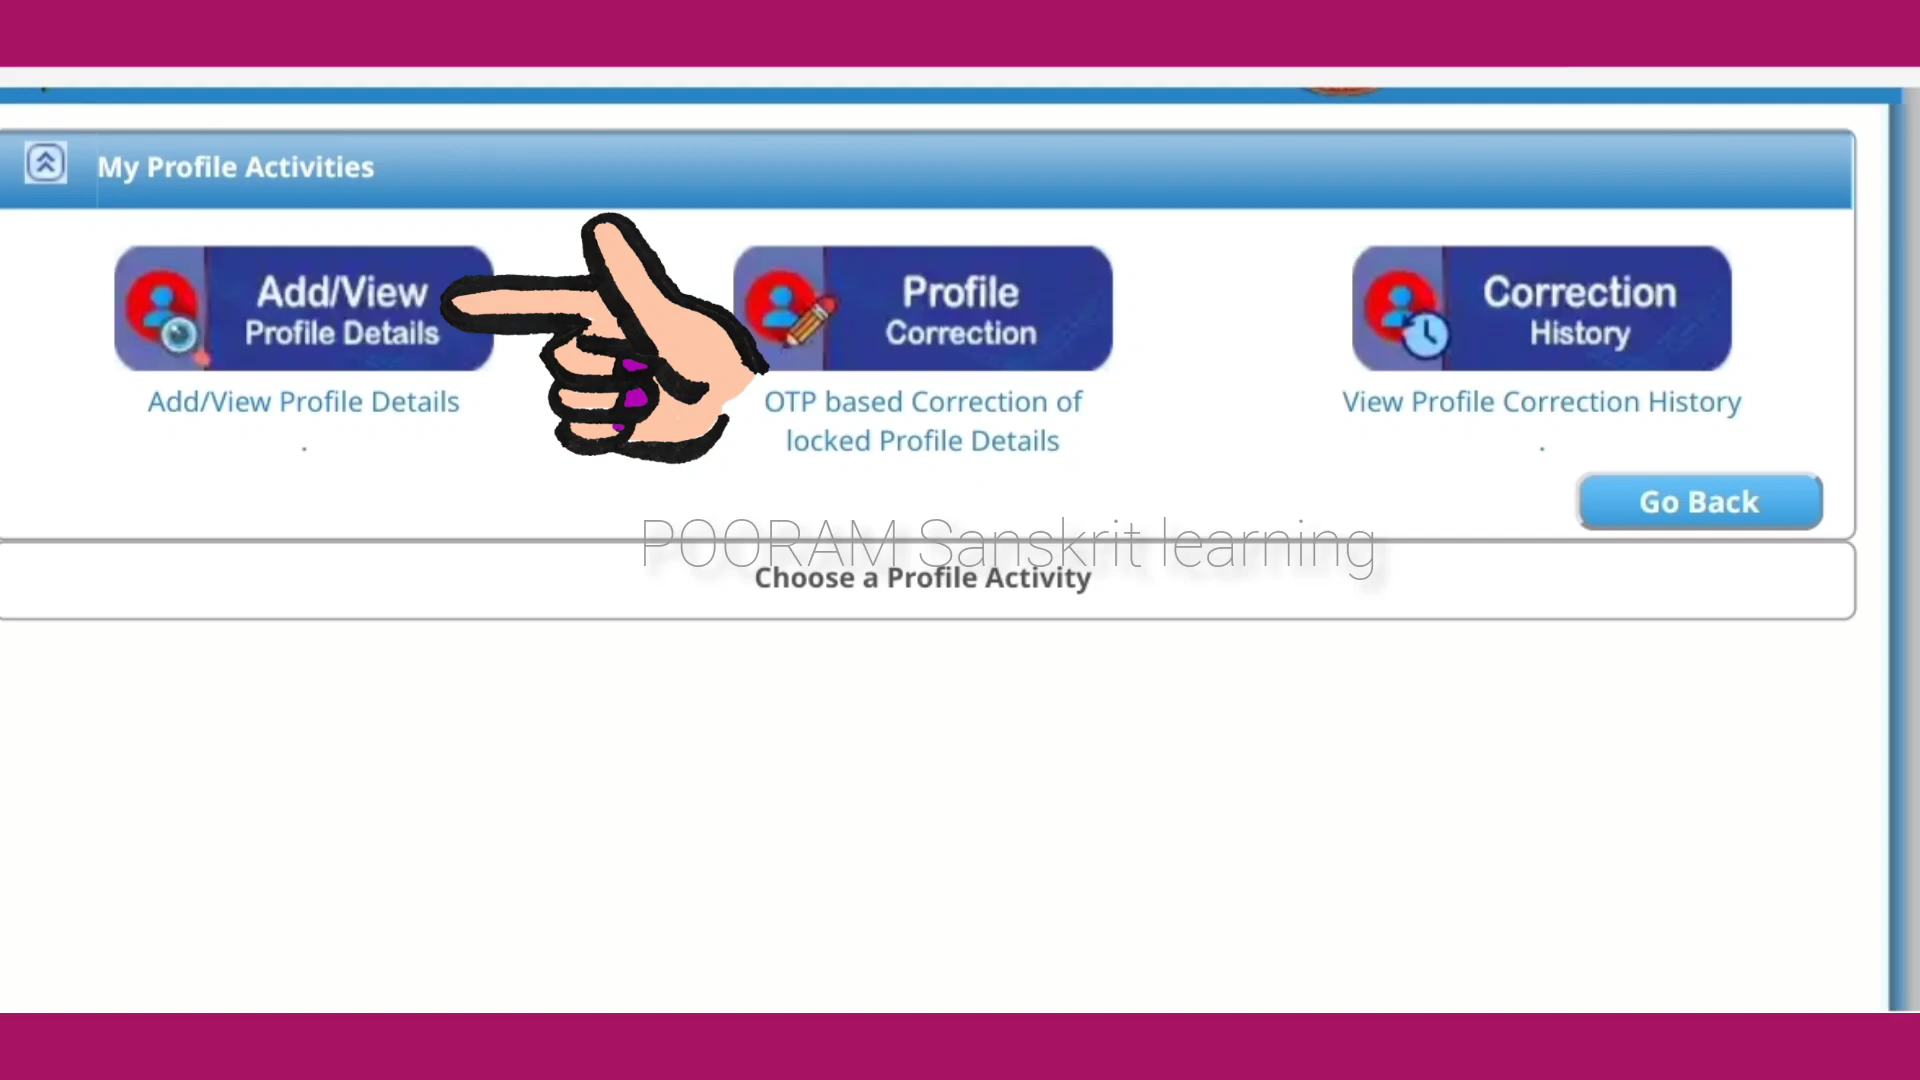 My Profile Activities
Add/View
Profile Details
Add/View Profile Details
.
Profile
Correction
OTP based Correction of
locked Profile Details
Correction
History
View Profile Correction History
.
Go Back
POORAM Sanskrit learning
Choose a Profile Activity